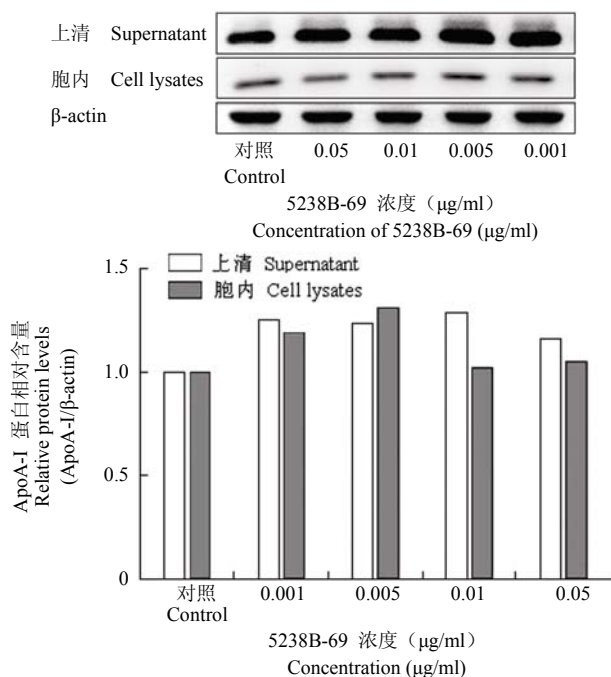 上清 Supernatant
胞内 Cell lysates
β-actin
对照 0.05 0.01 0.005 0.001
Control
5238B-69 浓度（μg/ml）
Concentration of 5238B-69 (μg/ml)
上清 Supernatant
胞内 Cell lysates
ApoA-I 蛋白相对含量
Relative protein levels
(ApoA-I/β-actin)
1.5
1.0
0.5
0
对照 0.001 0.005 0.01 0.05
Control
5238B-69 浓度（μg/ml）
Concentration (μg/ml)